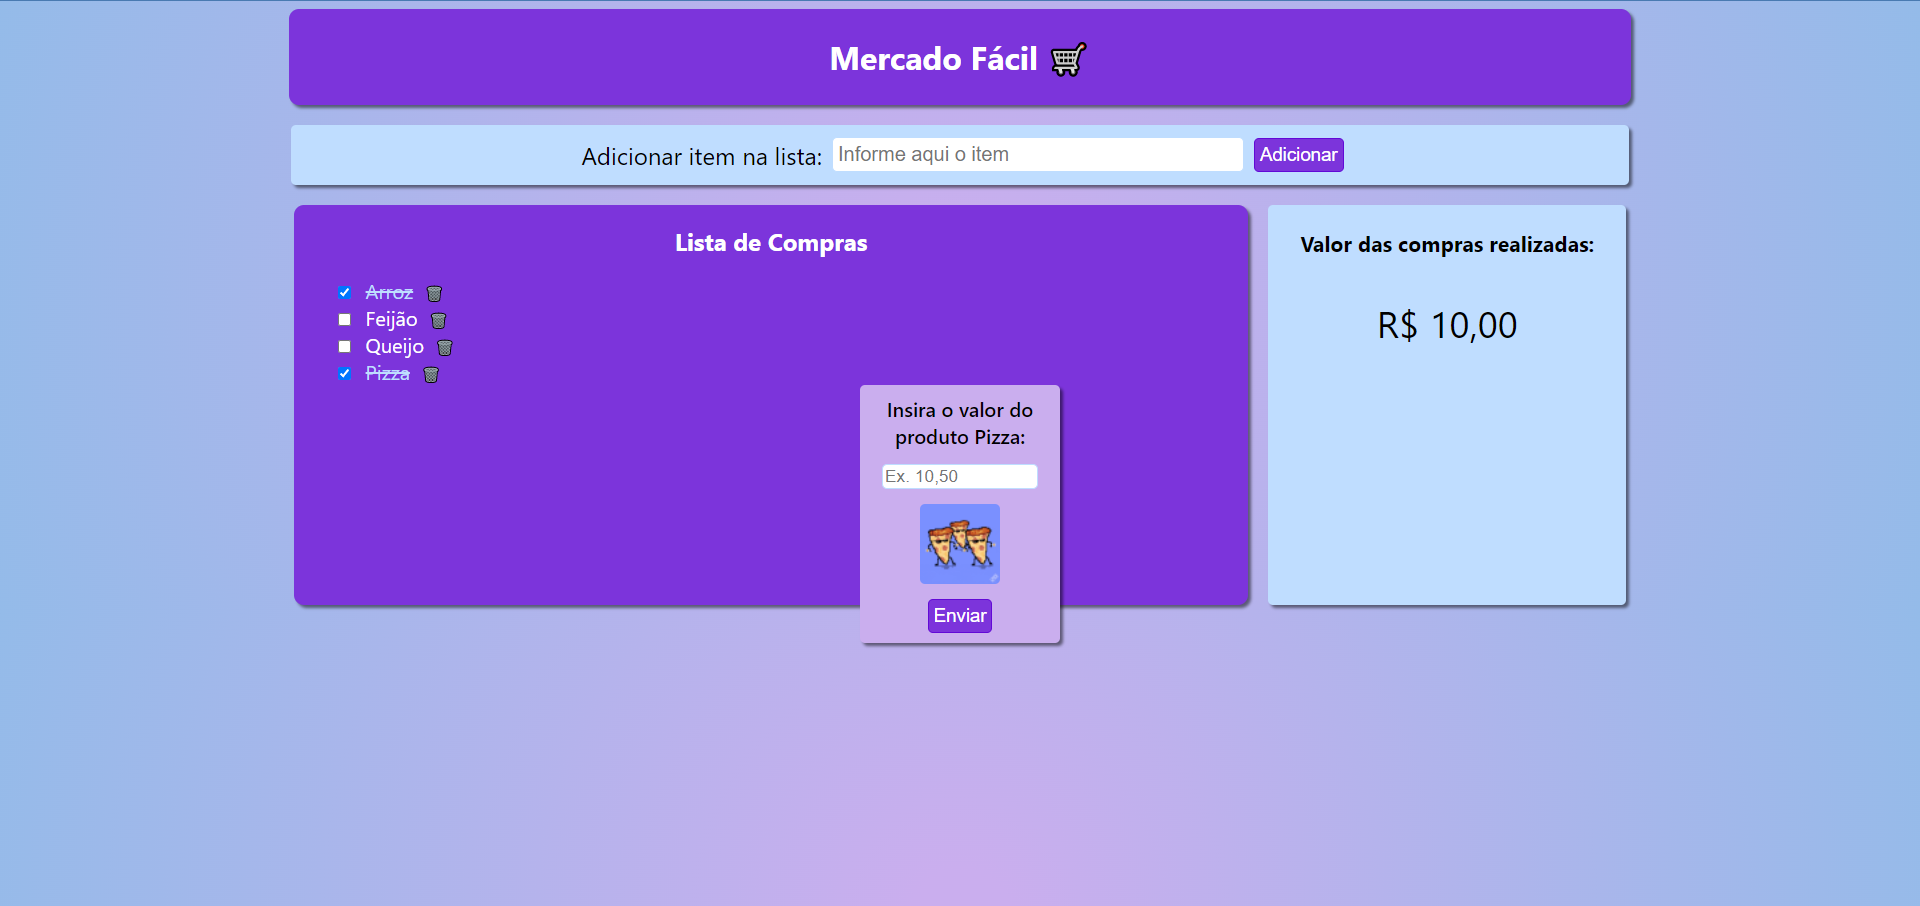 Mercado Fácil
Adicionar item na lista:
Informe aqui o item
Adicionar
Lista de Compras
Arroz
Feijão
Queijo
Pizza
Valor das compras realizadas:
R$ 10,00
Insira o valor do
produto Pizza:
Ex. 10,50
Enviar